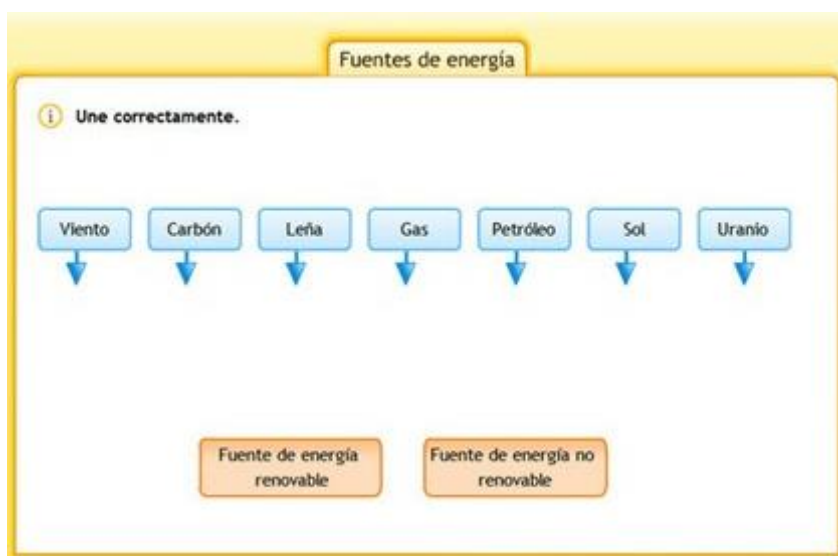 Fuentes de energía
i Une correctamente.
Viento Carbón Leña Gas Petróleo Sol Uranio
Fuente de energía
renovable
Fuente de energía no
renovable